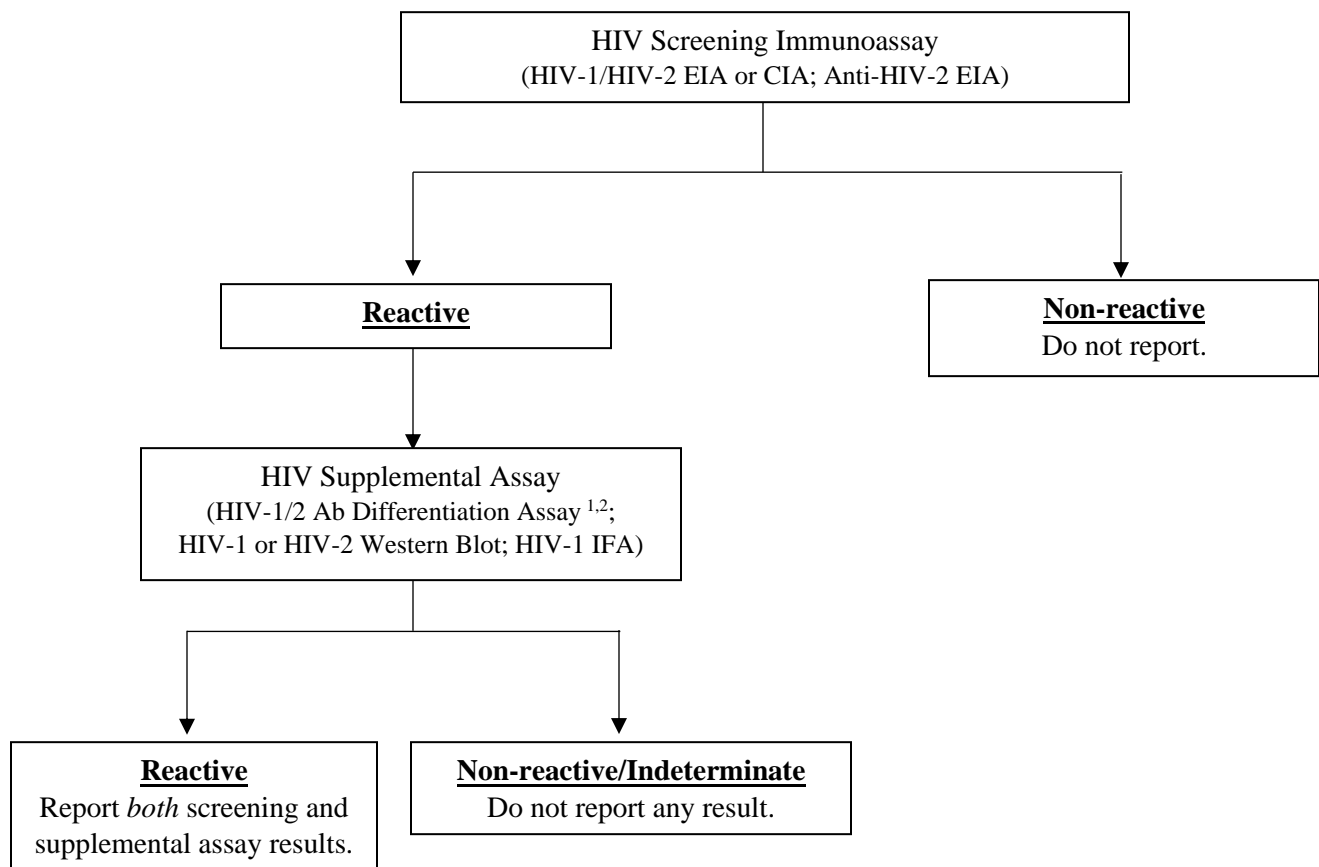 HIV Screening Immunoassay
(HIV-1/HIV-2 EIA or CIA; Anti-HIV-2 EIA)
Reactive
Non-reactive
Do not report.
HIV Supplemental Assay
(HIV-1/2 Ab Differentiation Assay 1,2;
HIV-1 or HIV-2 Western Blot; HIV-1 IFA)
Reactive
Report both screening and
supplemental assay results.
Non-reactive/Indeterminate
Do not report any result.